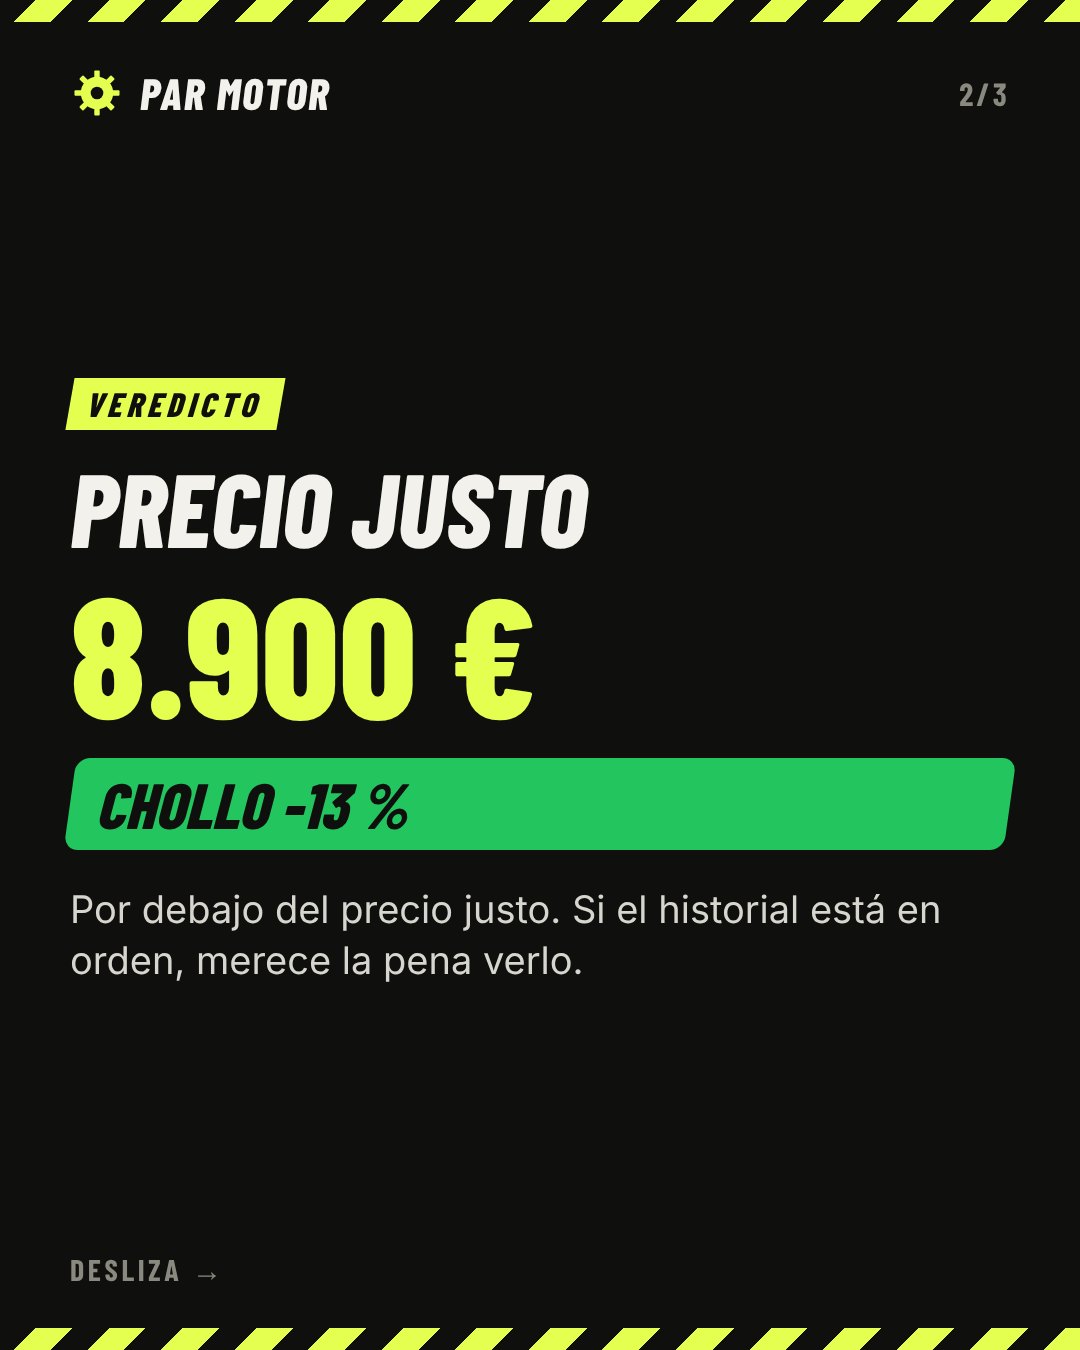 PAR MOTOR
2/3
VEREDICTO
PRECIO JUSTO
8.900 €
CHOLLO -13 %
Por debajo del precio justo. Si el historial está en
orden, merece la pena verlo.
DESLIZA →